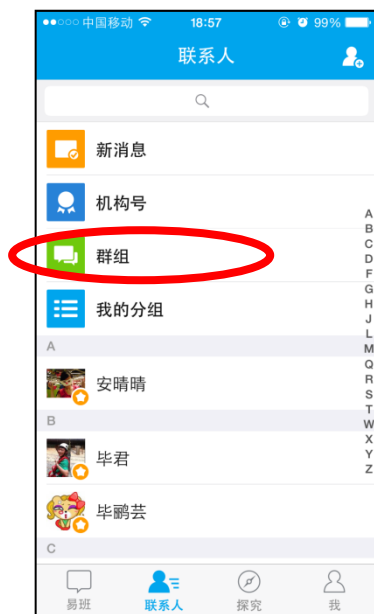 中国移动 18:57 99%
联系人
新消息
机构号
群组
我的分组
A
安晴晴
B
毕君
毕鹂芸
C
A
B
C
D
F
G
H
J
L
M
Q
R
S
T
W
X
Y
Z
易班 联系人 探究 我